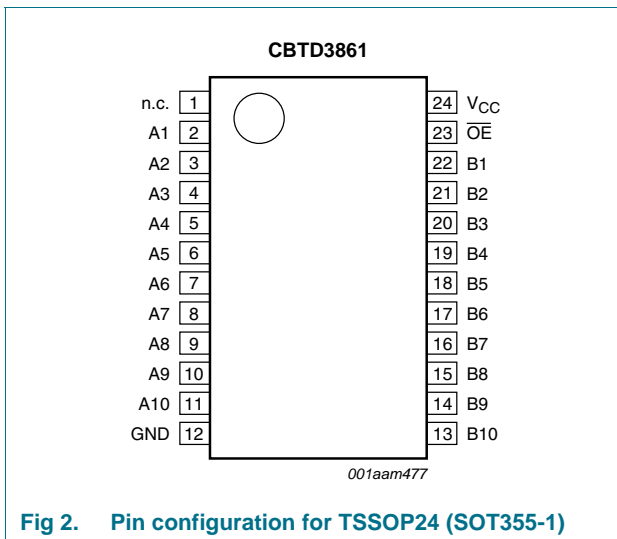 CBTD3861
n.c. 1 24 VCC
A1 2 23 O̅E̅
A2 3 22 B1
A3 4 21 B2
A4 5 20 B3
A5 6 19 B4
A6 7 18 B5
A7 8 17 B6
A8 9 16 B7
A9 10 15 B8
A10 11 14 B9
GND 12 13 B10
001aam477
Fig 2. Pin configuration for TSSOP24 (SOT355-1)